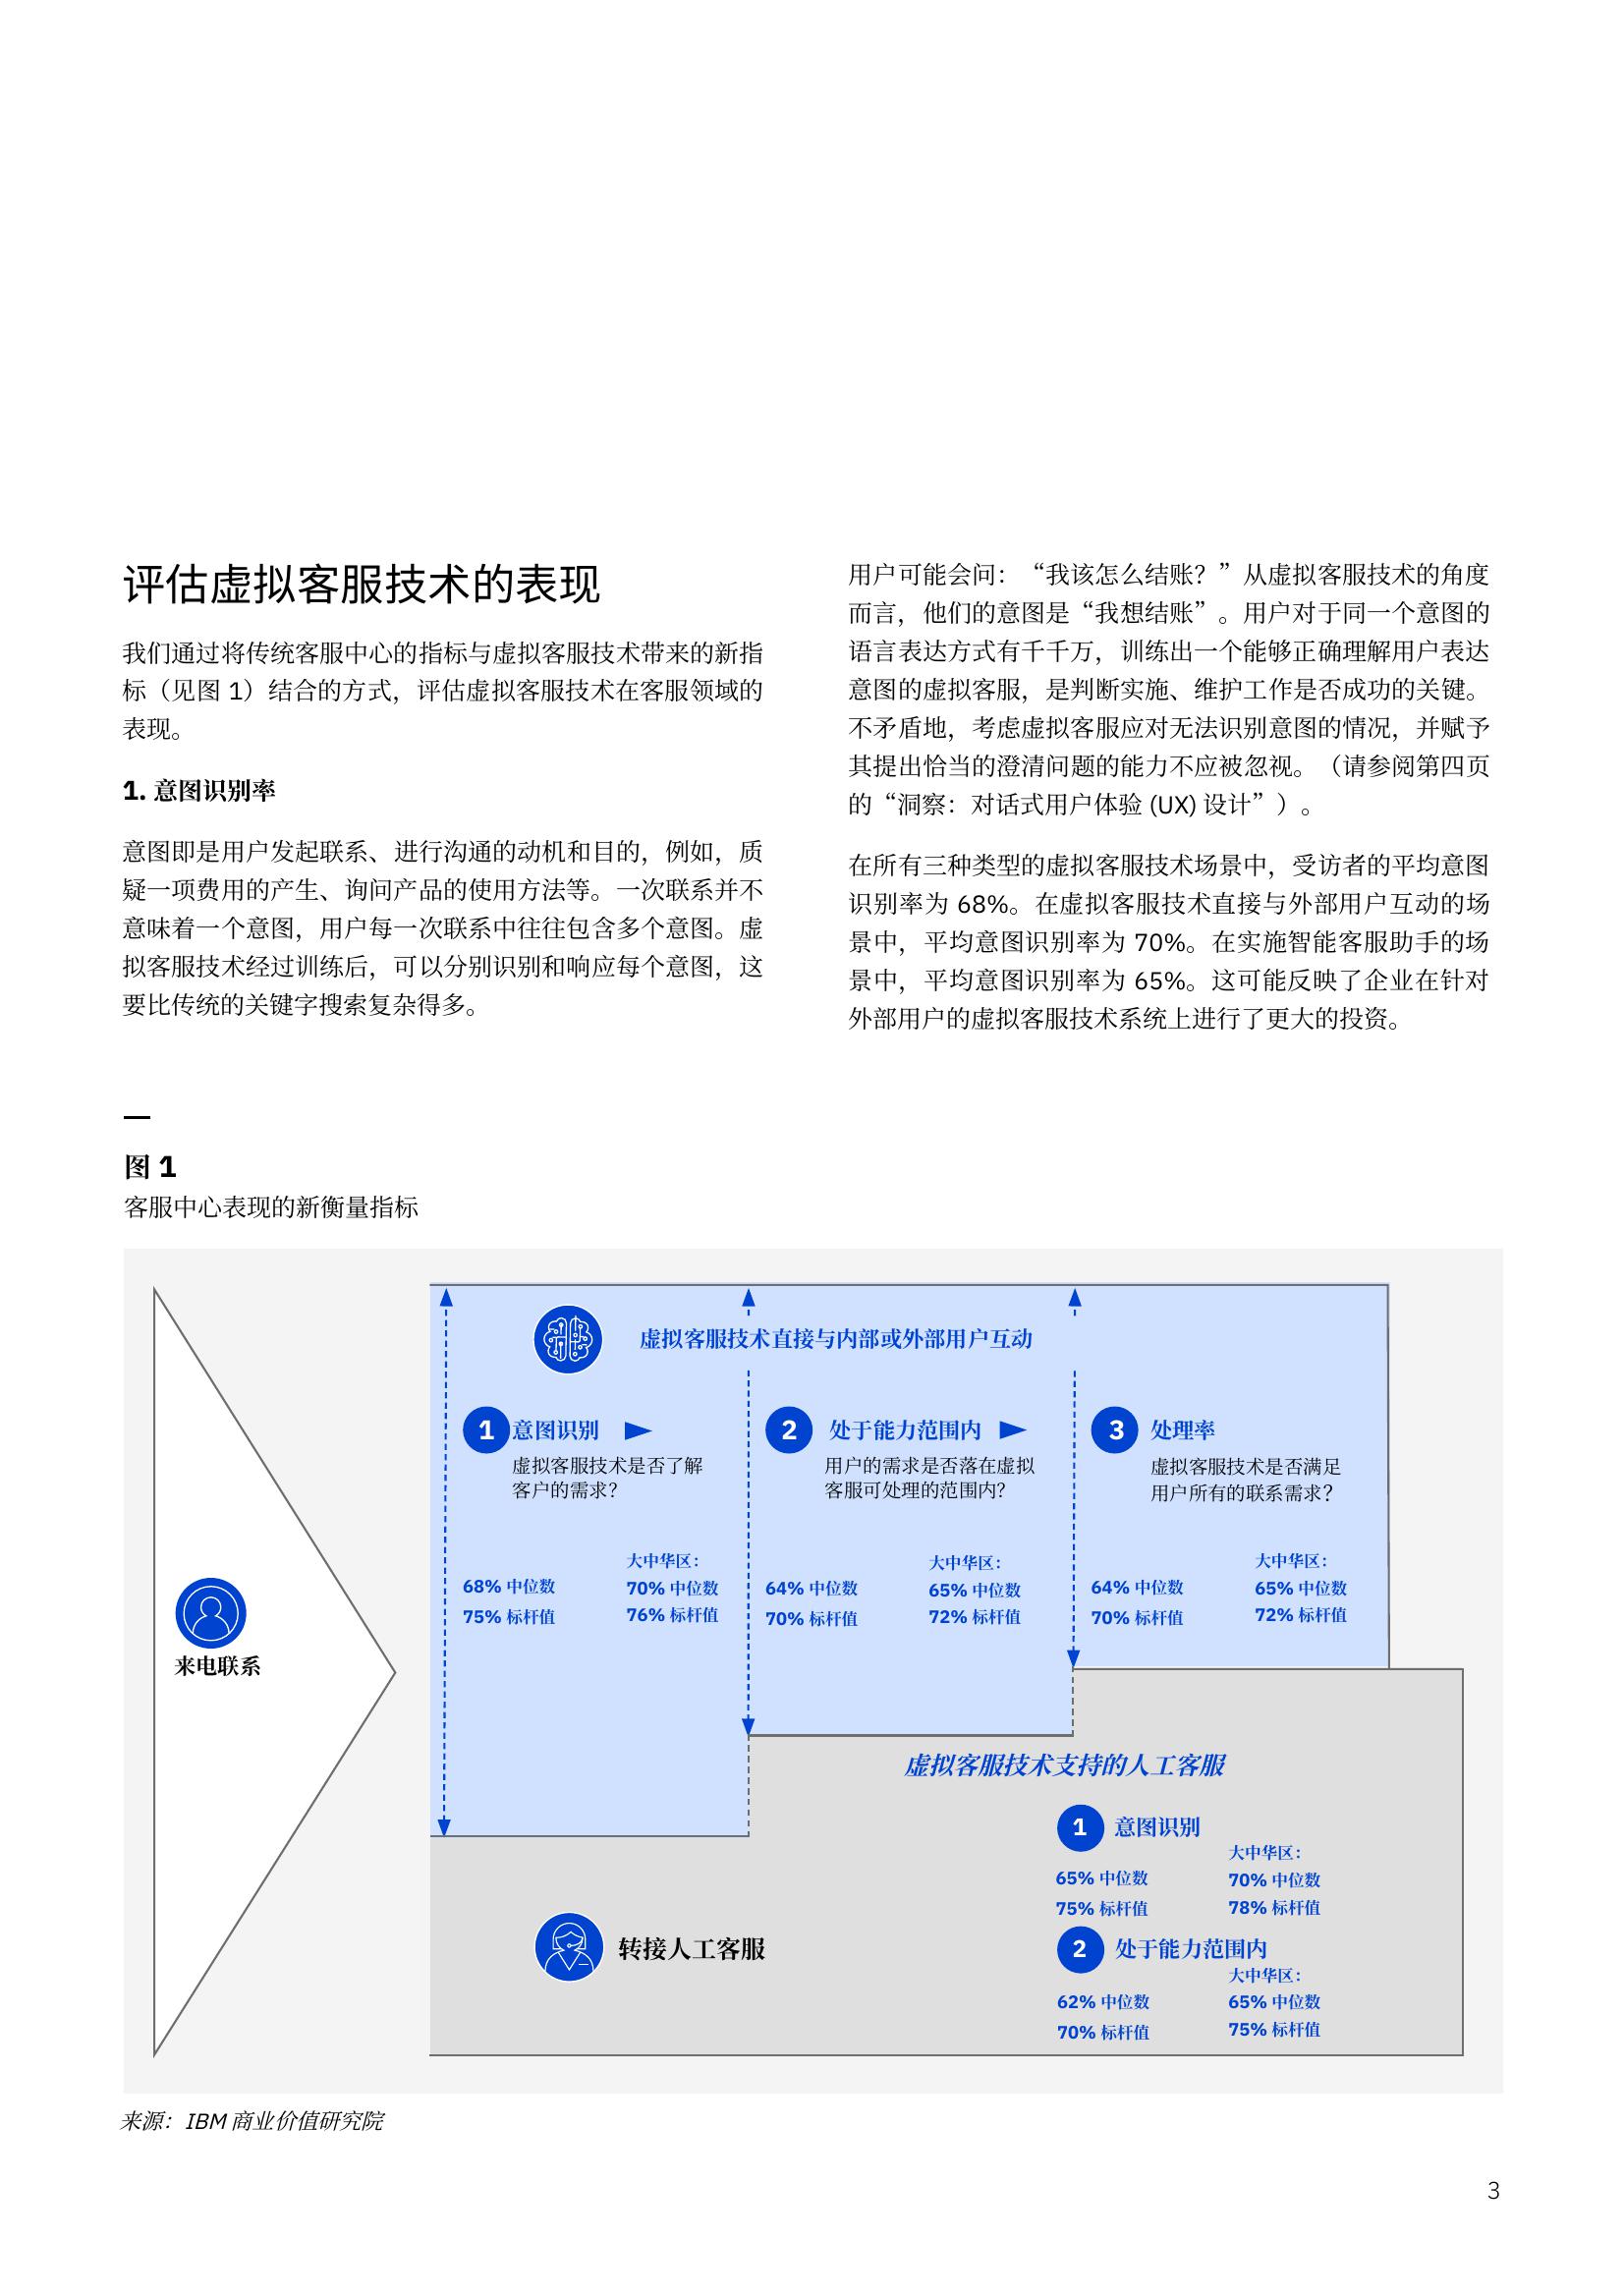 评估虚拟客服技术的表现
我们通过将传统客服中心的指标与虚拟客服技术带来的新指
标（见图 1）结合的方式，评估虚拟客服技术在客服领域的
表现。
1. 意图识别率
意图即是用户发起联系、进行沟通的动机和目的，例如，质
疑一项费用的产生、询问产品的使用方法等。一次联系并不
意味着一个意图，用户每一次联系中往往包含多个意图。虚
拟客服技术经过训练后，可以分别识别和响应每个意图，这
要比传统的关键字搜索复杂得多。
用户可能会问：“我该怎么结账？”从虚拟客服技术的角度
而言，他们的意图是“我想结账”。用户对于同一个意图的
语言表达方式有千千万，训练出一个能够正确理解用户表达
意图的虚拟客服，是判断实施、维护工作是否成功的关键。
不矛盾地，考虑虚拟客服应对无法识别意图的情况，并赋予
其提出恰当的澄清问题的能力不应被忽视。（请参阅第四页
的“洞察：对话式用户体验 (UX) 设计”）。
在所有三种类型的虚拟客服技术场景中，受访者的平均意图
识别率为 68%。在虚拟客服技术直接与外部用户互动的场
景中，平均意图识别率为 70%。在实施智能客服助手的场
景中，平均意图识别率为 65%。这可能反映了企业在针对
外部用户的虚拟客服技术系统上进行了更大的投资。
图 1
客服中心表现的新衡量指标
来电联系
虚拟客服技术直接与内部或外部用户互动
1 意图识别
虚拟客服技术是否了解
客户的需求？
68% 中位数
75% 标杆值
大中华区：
70% 中位数
76% 标杆值
2 处于能力范围内
用户的需求是否落在虚拟
客服可处理的范围内？
64% 中位数
70% 标杆值
大中华区：
65% 中位数
72% 标杆值
3 处理率
虚拟客服技术是否满足
用户所有的联系需求？
64% 中位数
70% 标杆值
大中华区：
65% 中位数
72% 标杆值
虚拟客服技术支持的人工客服
转接人工客服
1 意图识别
65% 中位数
75% 标杆值
大中华区：
70% 中位数
78% 标杆值
2 处于能力范围内
62% 中位数
70% 标杆值
大中华区：
65% 中位数
75% 标杆值
来源：IBM 商业价值研究院
3